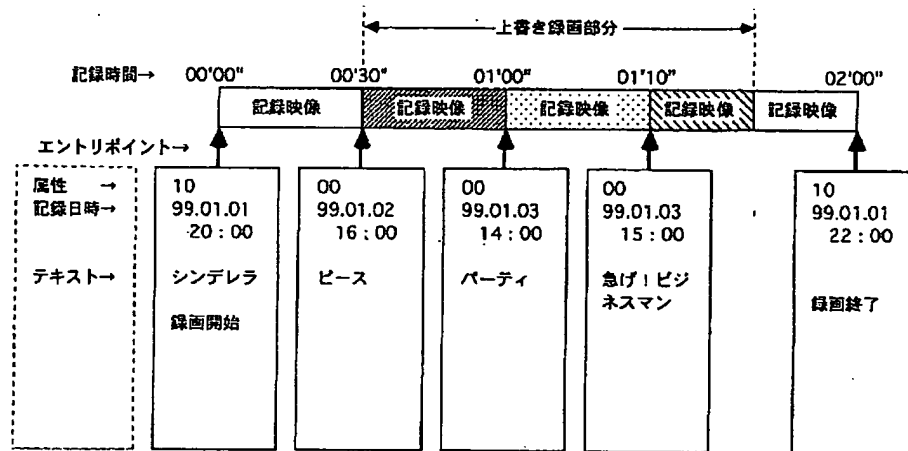 上書き録画部分
記録時間→ 00'00" 00'30" 01'00" 01'10" 02'00"
記録映像 記録映像 記録映像 記録映像 記録映像
エントリポイント→
属性 → 10 00 00 00 10
記録日時→ 99.01.01 99.01.02 99.01.03 99.01.03 99.01.01
20：00 16：00 14：00 15：00 22：00
テキスト→ シンデレラ ピース パーティ 急げ！ビジ
ネスマン
録画開始 録画終了